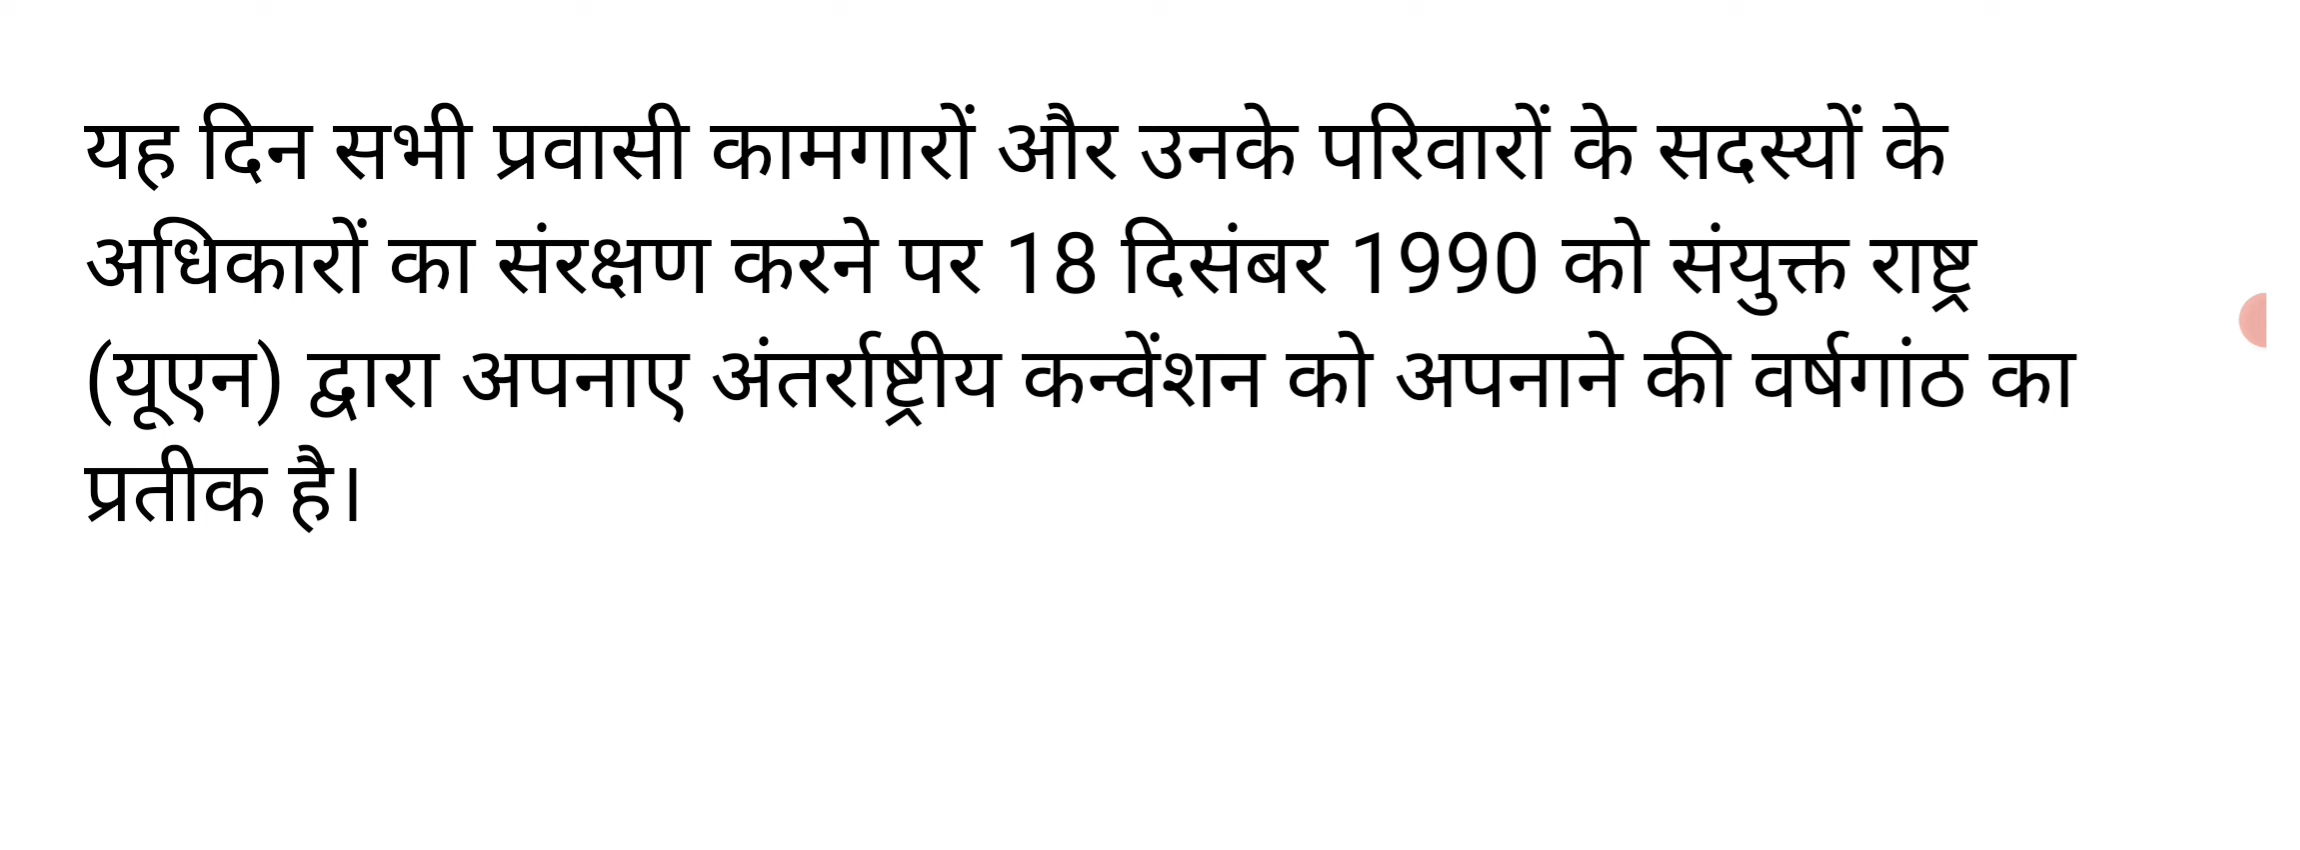 यह दिन सभी प्रवासी कामगारों और उनके परिवारों के सदस्यों के
अधिकारों का संरक्षण करने पर 18 दिसंबर 1990 को संयुक्त राष्ट्र
(यूएन) द्वारा अपनाए अंतर्राष्ट्रीय कन्वेंशन को अपनाने की वर्षगांठ का
प्रतीक है।